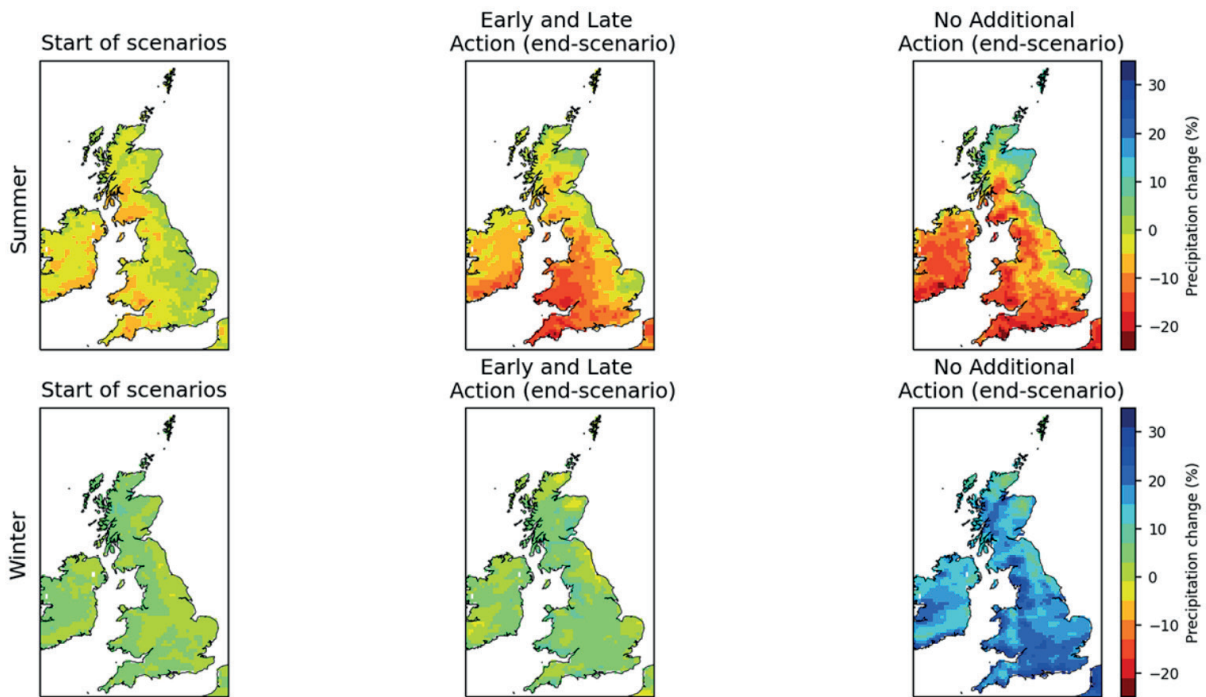 Start of scenarios
Early and Late
Action (end-scenario)
No Additional
Action (end-scenario)
Summer
30
20
10
0
−10
−20
Precipitation change (%)
Start of scenarios
Early and Late
Action (end-scenario)
No Additional
Action (end-scenario)
Winter
30
20
10
0
−10
−20
Precipitation change (%)